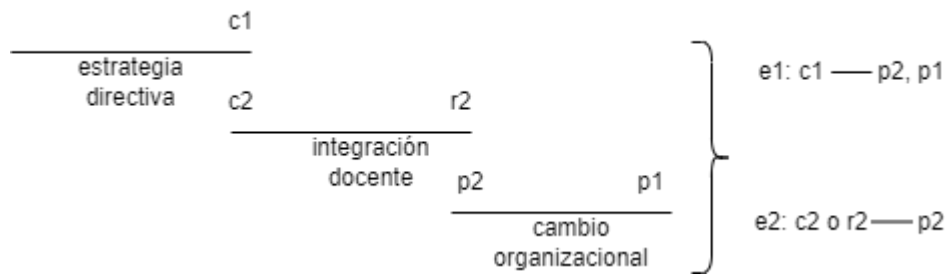 c1
estrategia
directiva
c2 r2
integración
docente
p2 p1
cambio
organizacional
e1: c1 — p2, p1
e2: c2 o r2 — p2